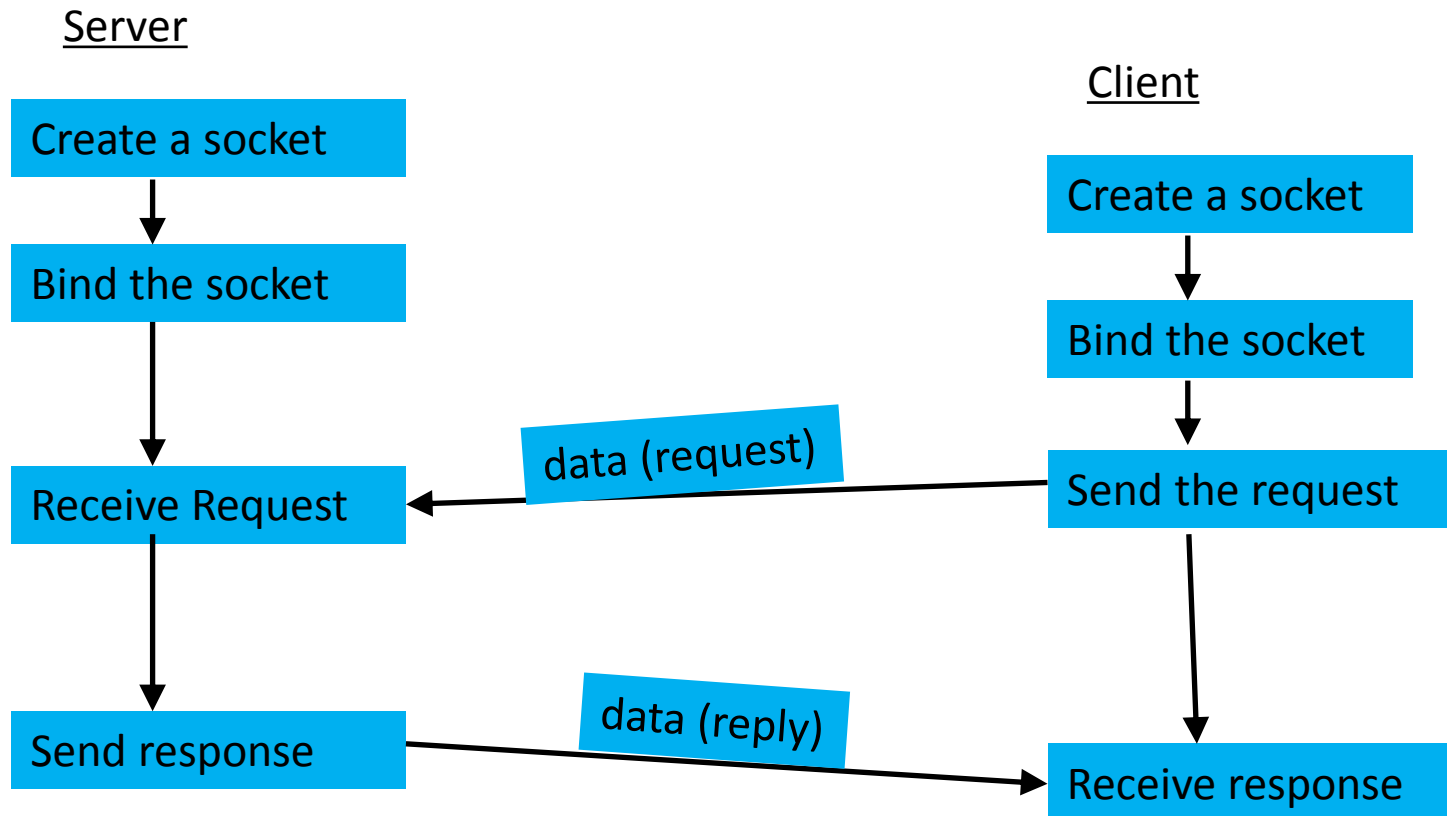 Server
Client
Create a socket
Create a socket
Bind the socket
Bind the socket
data (request)
Receive Request
Send the request
data (reply)
Send response
Receive response